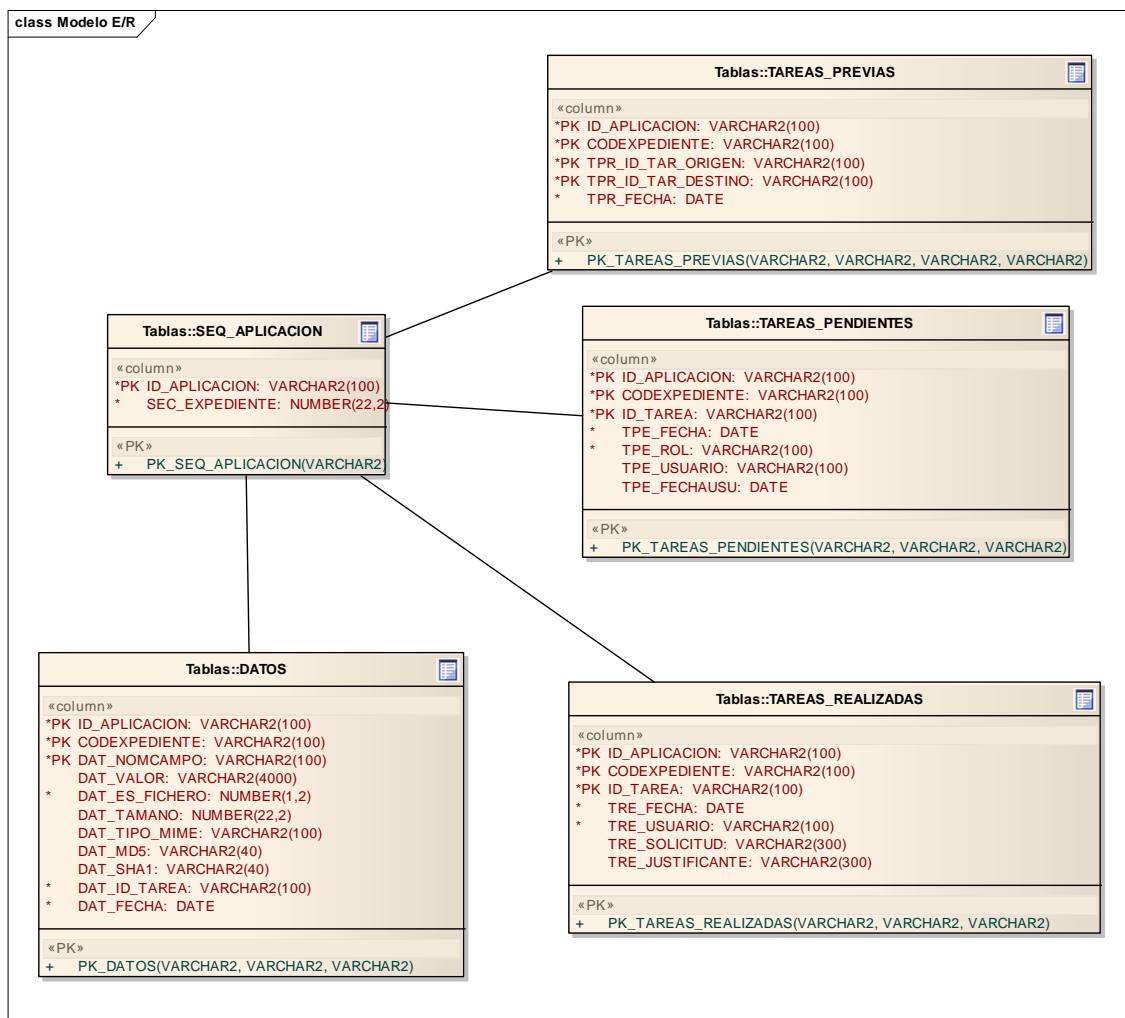 class Modelo E/R
Tablas::TAREAS_PREVIAS
«column»
*PK ID_APLICACION: VARCHAR2(100)
*PK CODEXPEDIENTE: VARCHAR2(100)
*PK TPR_ID_TAR_ORIGEN: VARCHAR2(100)
*PK TPR_ID_TAR_DESTINO: VARCHAR2(100)
* TPR_FECHA: DATE
«PK»
+ PK_TAREAS_PREVIAS(VARCHAR2, VARCHAR2, VARCHAR2, VARCHAR2)
Tablas::SEQ_APLICACION
«column»
*PK ID_APLICACION: VARCHAR2(100)
* SEC_EXPEDIENTE: NUMBER(22,2)
«PK»
+ PK_SEQ_APLICACION(VARCHAR2)
Tablas::TAREAS_PENDIENTES
«column»
*PK ID_APLICACION: VARCHAR2(100)
*PK CODEXPEDIENTE: VARCHAR2(100)
*PK ID_TAREA: VARCHAR2(100)
* TPE_FECHA: DATE
* TPE_ROL: VARCHAR2(100)
TPE_USUARIO: VARCHAR2(100)
TPE_FECHAUSU: DATE
«PK»
+ PK_TAREAS_PENDIENTES(VARCHAR2, VARCHAR2, VARCHAR2)
Tablas::DATOS
«column»
*PK ID_APLICACION: VARCHAR2(100)
*PK CODEXPEDIENTE: VARCHAR2(100)
*PK DAT_NOMCAMPO: VARCHAR2(100)
DAT_VALOR: VARCHAR2(4000)
* DAT_ES_FICHERO: NUMBER(1,2)
DAT_TAMANO: NUMBER(22,2)
DAT_TIPO_MIME: VARCHAR2(100)
DAT_MD5: VARCHAR2(40)
DAT_SHA1: VARCHAR2(40)
* DAT_ID_TAREA: VARCHAR2(100)
* DAT_FECHA: DATE
«PK»
+ PK_DATOS(VARCHAR2, VARCHAR2, VARCHAR2)
Tablas::TAREAS_REALIZADAS
«column»
*PK ID_APLICACION: VARCHAR2(100)
*PK CODEXPEDIENTE: VARCHAR2(100)
*PK ID_TAREA: VARCHAR2(100)
* TRE_FECHA: DATE
* TRE_USUARIO: VARCHAR2(100)
TRE_SOLICITUD: VARCHAR2(300)
TRE_JUSTIFICANTE: VARCHAR2(300)
«PK»
+ PK_TAREAS_REALIZADAS(VARCHAR2, VARCHAR2, VARCHAR2)